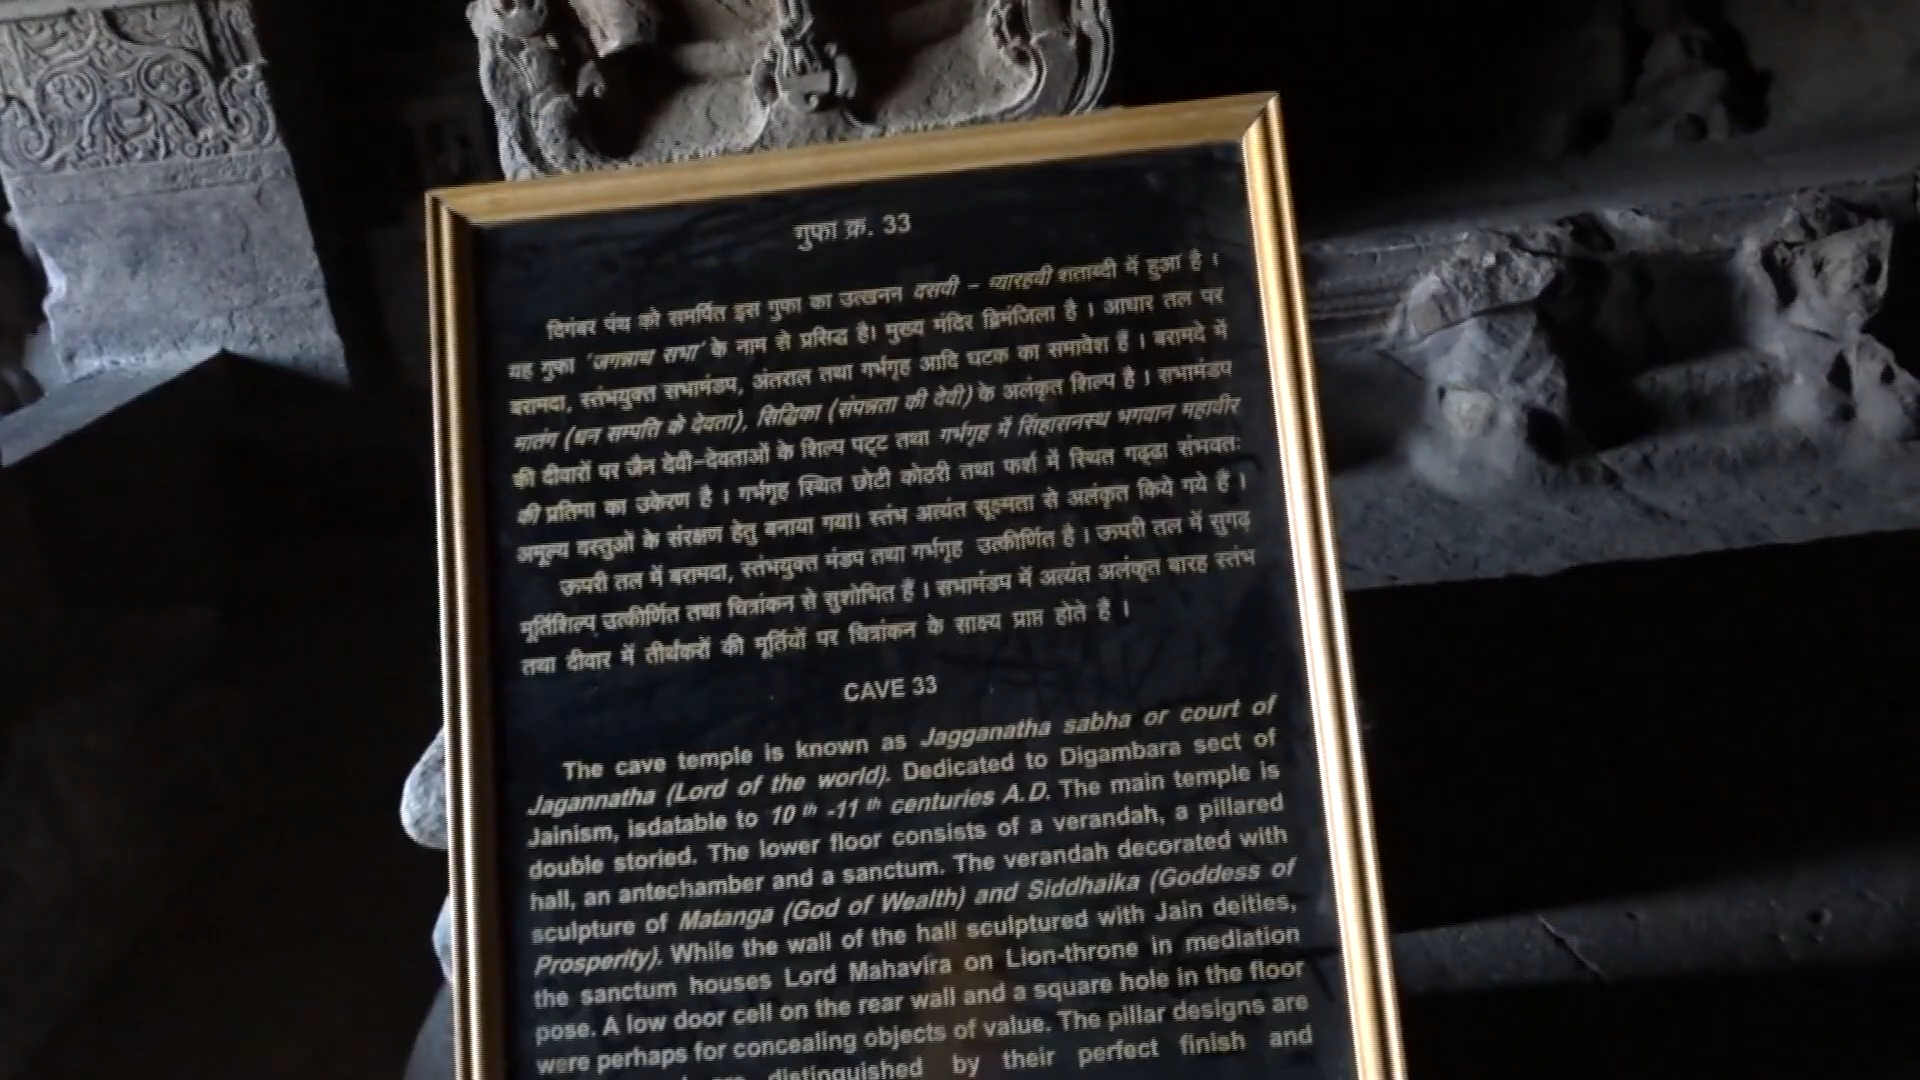 गुफा क्र. 33
दिगंबर पंथ को समर्पित इस गुफा का उत्खनन दसवी – ग्यारहवी शताब्दी में हुआ है ।
यह गुफा 'जगन्नाथ सभा' के नाम से प्रसिद्ध है। मुख्य मंदिर द्विमंजिला है । आधार तल पर
बरामदा, स्तंभयुक्त सभामंडप, अंतराल तथा गर्भगृह आदि घटक का समावेश हैं । बरामदे में
मातंग (धन सम्पति के देवता), सिद्धिका (संपन्नता की देवी) के अलंकृत शिल्प है । सभामंडप
की दीवारों पर जैन देवी–देवताओं के शिल्प पट्ट तथा गर्भगृह में सिंहासनस्थ भगवान महावीर
की प्रतिमा का उकेरण है । गर्भगृह स्थित छोटी कोठरी तथा फर्श में स्थित गढ्ढा संभवतः
अमूल्य वस्तुओं के संरक्षण हेतु बनाया गया। स्तंभ अत्यंत सूक्ष्मता से अलंकृत किये गये हैं ।
ऊपरी तल में बरामदा, स्तंभयुक्त मंडप तथा गर्भगृह उत्कीर्णित है । ऊपरी तल में सुगढ़
मूर्तिशिल्प उत्कीर्णित तथा चित्रांकन से सुशोभित हैं । सभामंडप में अत्यंत अलंकृत बारह स्तंभ
तथा दीवार में तीर्थकरों की मूर्तियों पर चित्रांकन के साक्ष्य प्राप्त होते है ।
CAVE 33
The cave temple is known as Jagganatha sabha or court of
Jagannatha (Lord of the world). Dedicated to Digambara sect of
Jainism, isdatable to 10 th -11 th centuries A.D. The main temple is
double storied. The lower floor consists of a verandah, a pillared
hall, an antechamber and a sanctum. The verandah decorated with
sculpture of Matanga (God of Wealth) and Siddhaika (Goddess of
Prosperity). While the wall of the hall sculptured with Jain deities,
the sanctum houses Lord Mahavira on Lion-throne in mediation
pose. A low door cell on the rear wall and a square hole in the floor
were perhaps for concealing objects of value. The pillar designs are
distinguished by their perfect finish and